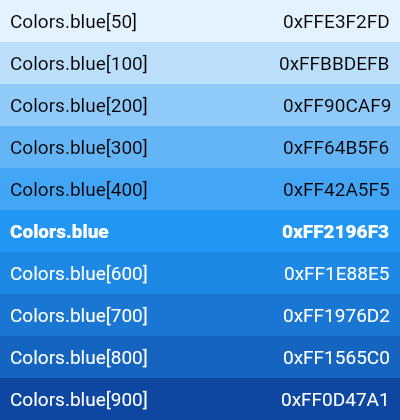 Colors.blue[50] 0xFFE3F2FD
Colors.blue[100] 0xFFBBDEFB
Colors.blue[200] 0xFF90CAF9
Colors.blue[300] 0xFF64B5F6
Colors.blue[400] 0xFF42A5F5
Colors.blue 0xFF2196F3
Colors.blue[600] 0xFF1E88E5
Colors.blue[700] 0xFF1976D2
Colors.blue[800] 0xFF1565C0
Colors.blue[900] 0xFF0D47A1